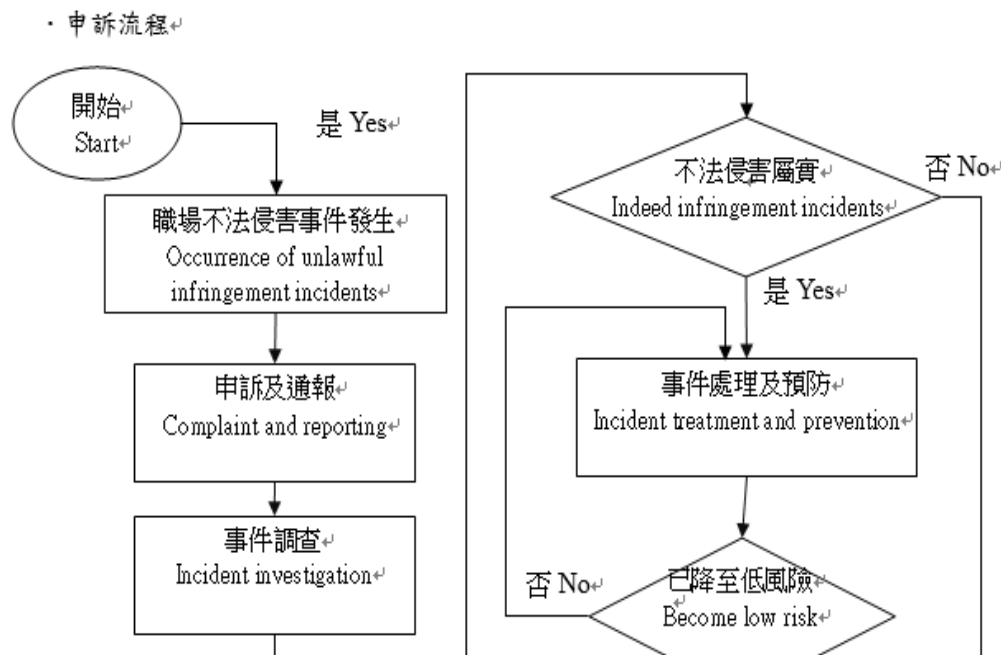 ・申訴流程
開始
Start
是 Yes
職場不法侵害事件發生
Occurrence of unlawful
infringement incidents
申訴及通報
Complaint and reporting
事件調查
Incident investigation
不法侵害屬實
Indeed infringement incidents
否 No
是 Yes
事件處理及預防
Incident treatment and prevention
否 No
已降至低風險
Become low risk